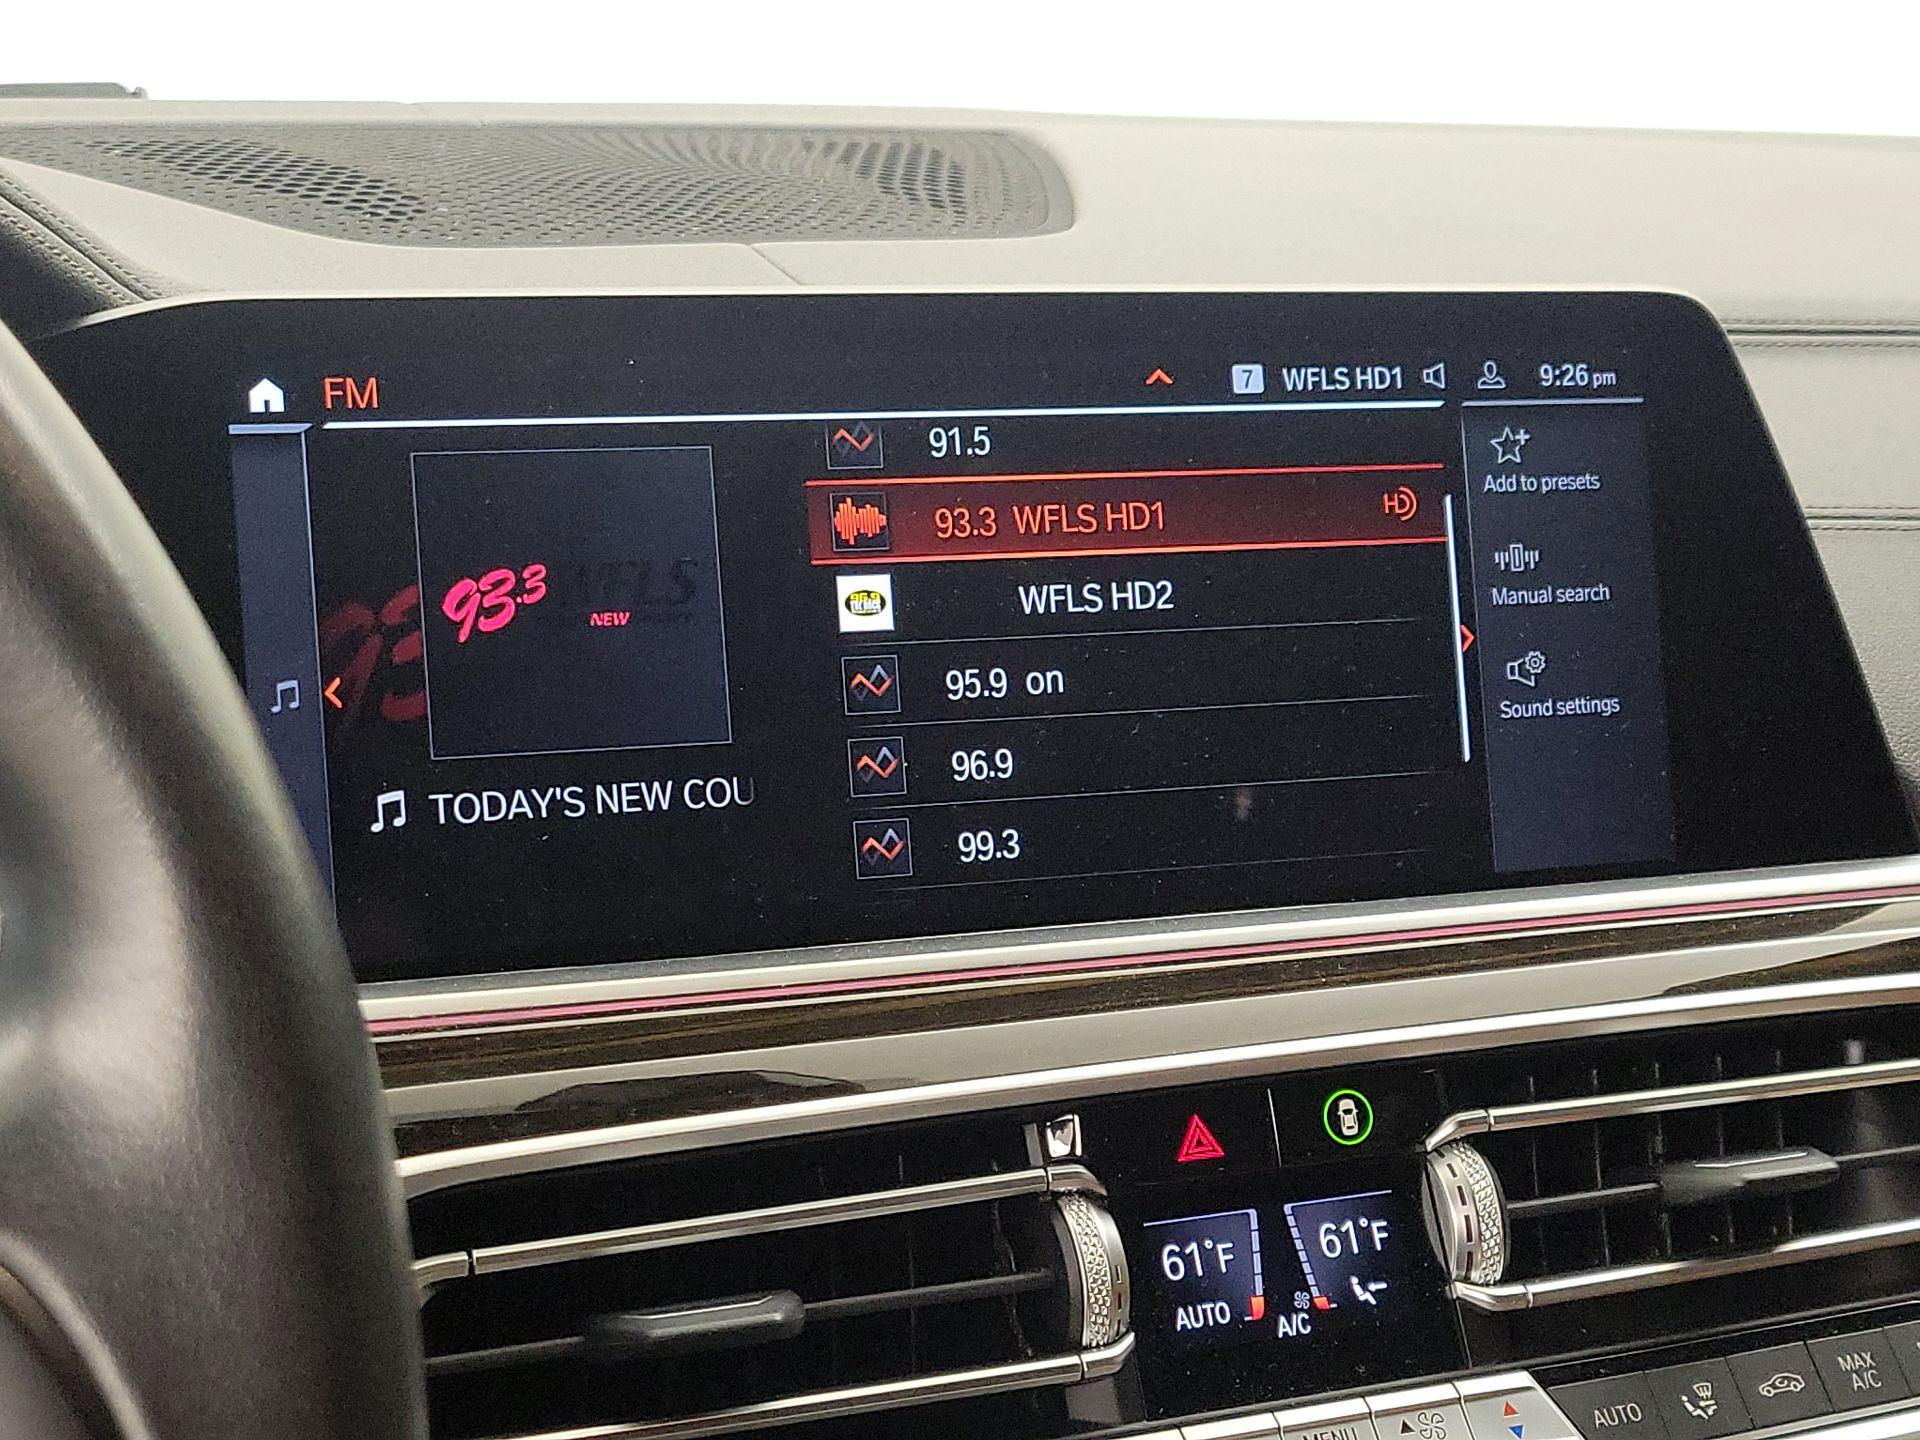 FM
7 WFLS HD1 9:26 pm
91.5
93.3 WFLS HD1 HD
WFLS HD2
95.9 on
96.9
99.3
93.3 WFLS
NEW
TODAY'S NEW COU
Add to presets
Manual search
Sound settings
61°F
AUTO
61°F
A/C
MENU
AUTO
MAX
A/C